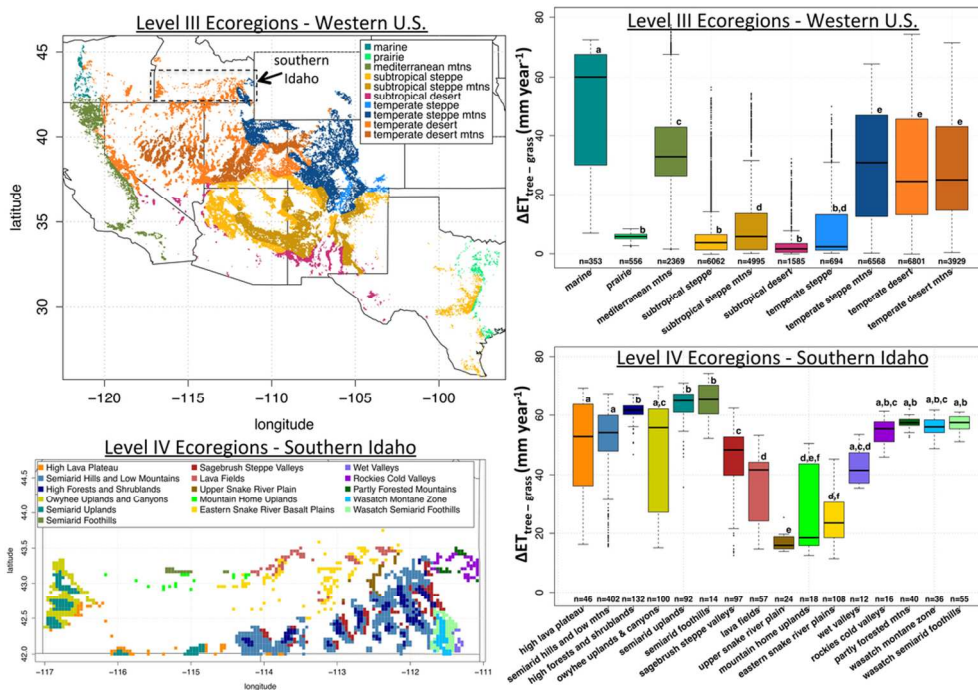 Level III Ecoregions - Western U.S.
45
40
35
30
latitude
southern
Idaho
marine
prairie
mediterranean mtns
subtropical steppe
subtropical steppe mtns
subtropical desert
temperate steppe
temperate steppe mtns
temperate desert
temperate desert mtns
−120
−115
−110
−105
−100
longitude
Level III Ecoregions - Western U.S.
ΔETtree – grass (mm year-1)
80
60
40
20
0
a
b
c
b
d
b
b,d
e
e
e
n=353
n=556
n=2369
n=6062
n=4995
n=1585
n=694
n=6568
n=6801
n=3929
marine
prairie
mediterranean mtns
subtropical steppe
subtropical steppe mtns
subtropical desert
temperate steppe
temperate steppe mtns
temperate desert
temperate desert mtns
Level IV Ecoregions - Southern Idaho
High Lava Plateau
Semiarid Hills and Low Mountains
High Forests and Shrublands
Owyhee Uplands and Canyons
Semiarid Uplands
Semiarid Foothills
Sagebrush Steppe Valleys
Lava Fields
Upper Snake River Plain
Mountain Home Uplands
Eastern Snake River Basalt Plains
Wet Valleys
Rockies Cold Valleys
Partly Forested Mountains
Wasatch Montane Zone
Wasatch Semiarid Foothills
latitude
44.5
44.0
43.5
43.0
42.5
42.0
−117
−116
−115
−114
−113
−112
−111
longitude
Level IV Ecoregions - Southern Idaho
ΔETtree – grass (mm year-1)
80
60
40
20
0
a
a
b
a,c
b
b
c
d
e
d,e,f
d,f
a,c,d
a,b,c
a,b
a,b,c
a,b
n=46
n=402
n=132
n=100
n=92
n=14
n=97
n=57
n=24
n=18
n=108
n=12
n=16
n=40
n=36
n=55
high lava plateau
semiarid hills and low mtns
high forests and shrublands
owyhee uplands & canyons
semiarid uplands
semiarid foothills
sagebrush steppe valleys
lava fields
upper snake river plain
mountain home uplands
eastern snake river plains
wet valleys
rockies cold valleys
partly forested mtns
wasatch montane zone
wasatch semiarid foothills